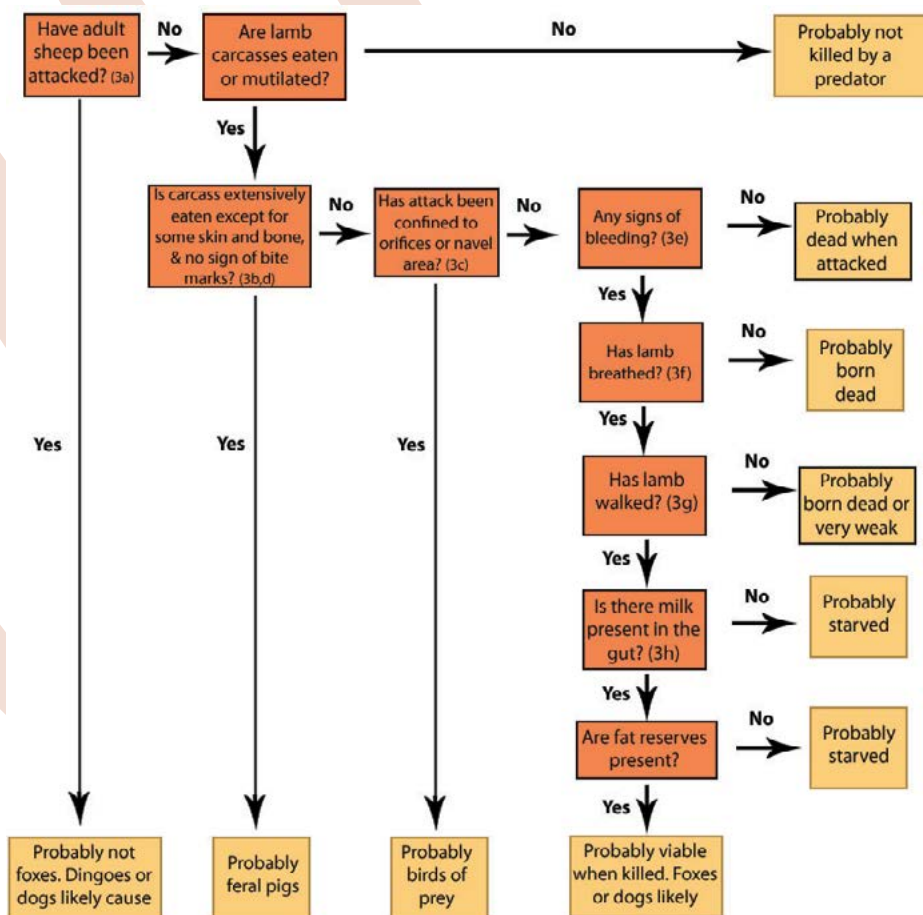 Have adult
sheep been
attacked? (3a)
No
Are lamb
carcasses eaten
or mutilated?
No
Probably not
killed by a
predator
Yes
Is carcass extensively
eaten except for
some skin and bone,
& no sign of bite
marks? (3b,d)
No
Has attack been
confined to
orifices or navel
area? (3c)
No
Any signs of
bleeding? (3e)
No
Probably
dead when
attacked
Yes
Has lamb
breathed? (3f)
No
Probably
born
dead
Yes
Yes
Yes
Yes
Has lamb
walked? (3g)
No
Probably
born dead or
very weak
Yes
Is there milk
present in the
gut? (3h)
No
Probably
starved
Yes
Are fat reserves
present?
No
Probably
starved
Yes
Probably not
foxes. Dingoes or
dogs likely cause
Probably
feral pigs
Probably
birds of
prey
Probably viable
when killed. Foxes
or dogs likely